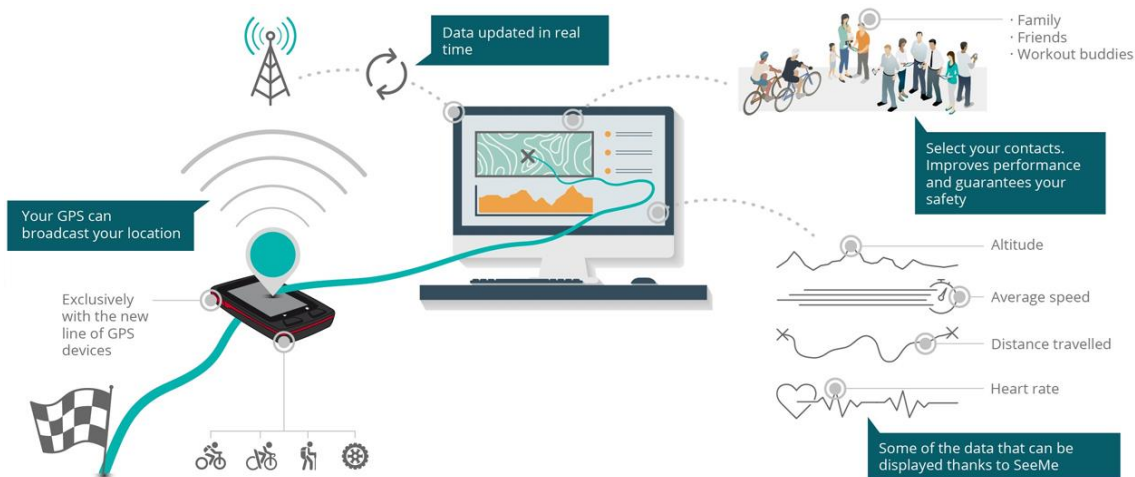 Data updated in real
time
· Family
· Friends
· Workout buddies
Select your contacts.
Improves performance
and guarantees your
safety
Your GPS can
broadcast your location
Exclusively
with the new
line of GPS
devices
Altitude
Average speed
Distance travelled
Heart rate
Some of the data that can be
displayed thanks to SeeMe